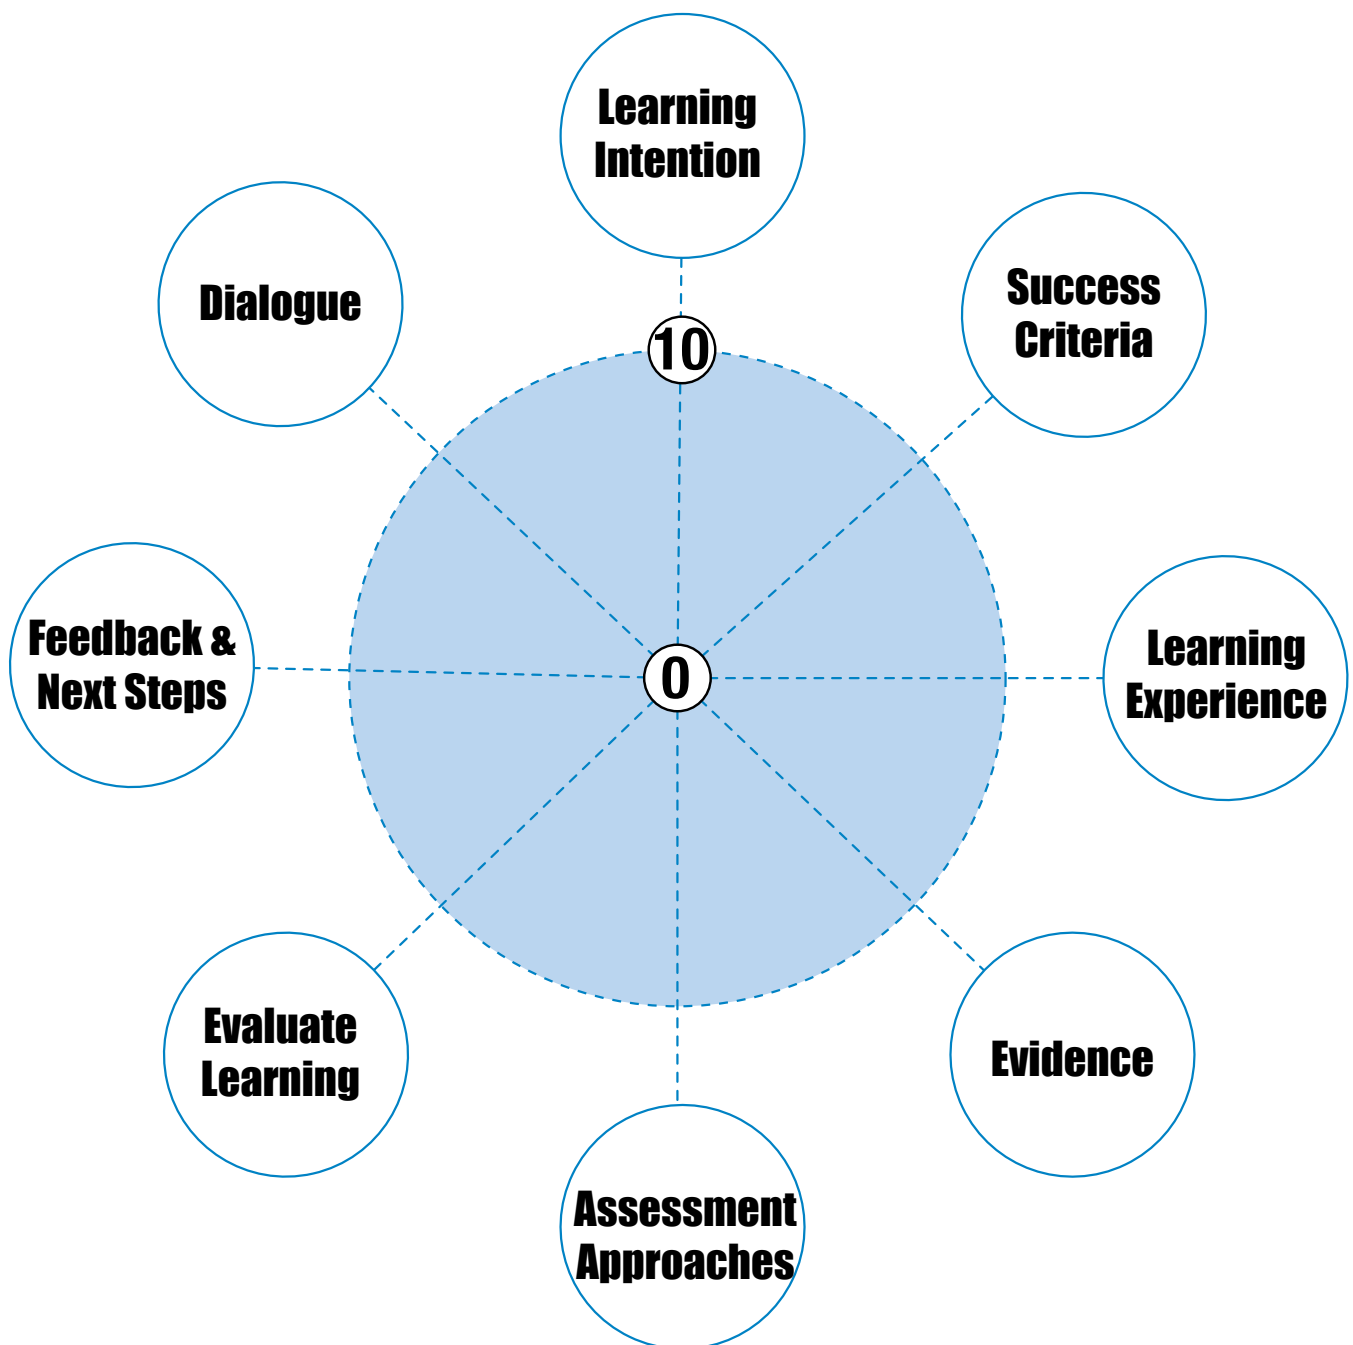 Learning
Intention
Success
Criteria
Learning
Experience
Evidence
Assessment
Approaches
Evaluate
Learning
Feedback &
Next Steps
Dialogue
10
0